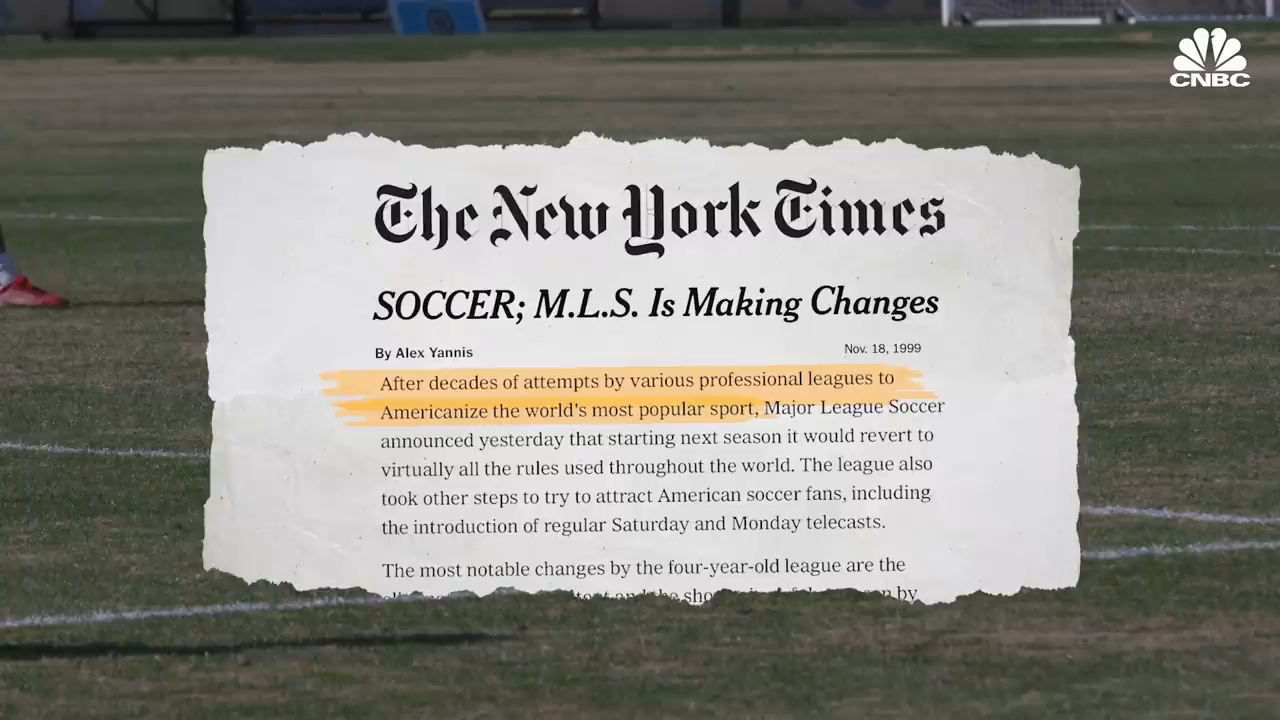 CNBC
The New York Times
SOCCER; M.L.S. Is Making Changes
By Alex Yannis
Nov. 18, 1999
After decades of attempts by various professional leagues to
Americanize the world's most popular sport, Major League Soccer
announced yesterday that starting next season it would revert to
virtually all the rules used throughout the world. The league also
took other steps to try to attract American soccer fans, including
the introduction of regular Saturday and Monday telecasts.
The most notable changes by the four-year-old league are the
by